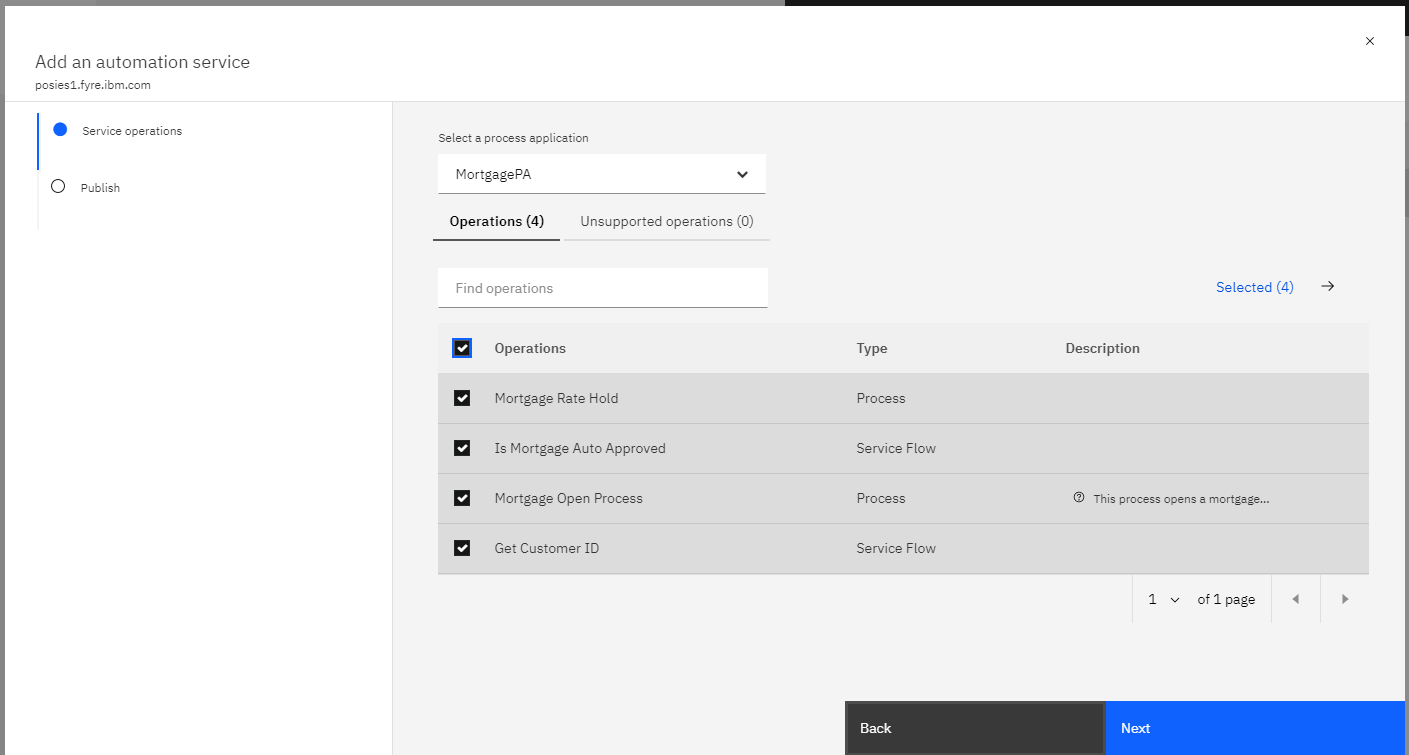 Add an automation service
posies1.fyre.ibm.com
Service operations
Publish
Select a process application
MortgagePA
Operations (4) Unsupported operations (0)
Find operations
Selected (4)
Operations Type Description
Mortgage Rate Hold Process
Is Mortgage Auto Approved Service Flow
Mortgage Open Process Process This process opens a mortgage...
Get Customer ID Service Flow
1 of 1 page
Back Next